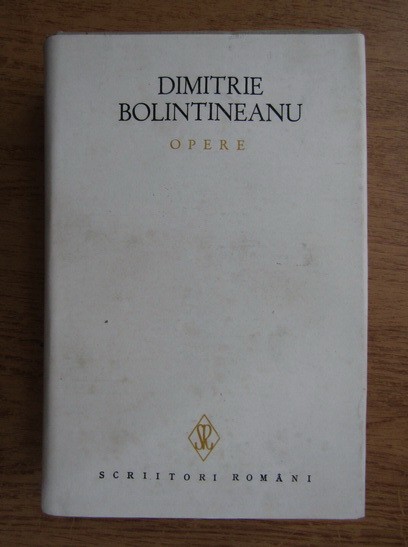 DIMITRIE
BOLINTINEANU
OPERE
SR
SCRIITORI ROMÂNI